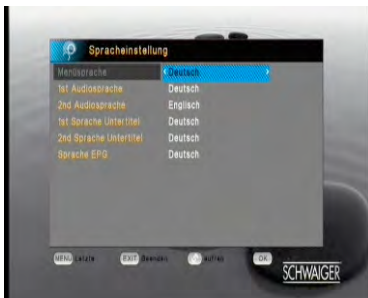 Spracheinstellung
Menüsprache Deutsch
1st Audiosprache Deutsch
2nd Audiosprache Englisch
1st Sprache Untertitel Deutsch
2nd Sprache Untertitel Deutsch
Sprache EPG Deutsch
MENU Letzte EXIT Beenden OK
SCHWAIGER